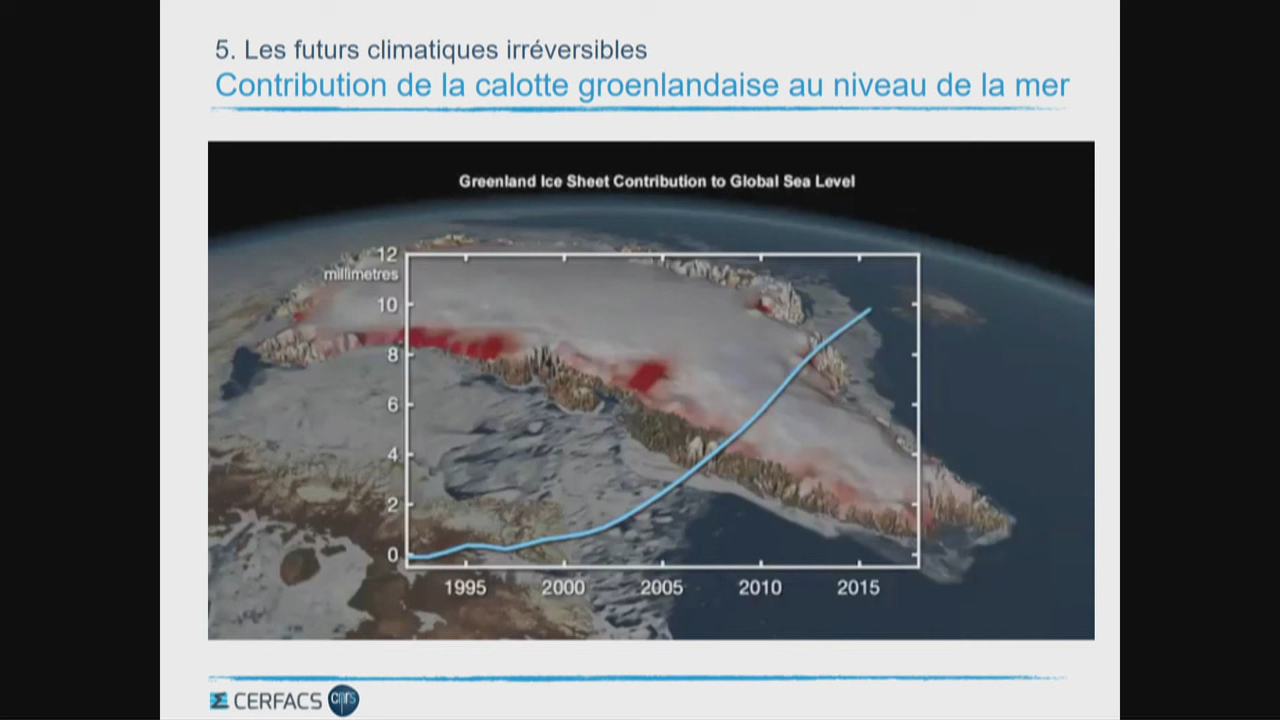 5. Les futurs climatiques irréversibles
Contribution de la calotte groenlandaise au niveau de la mer
Greenland Ice Sheet Contribution to Global Sea Level
12
millimetres
10
8
6
4
2
0
1995 2000 2005 2010 2015
CERFACS cnrs